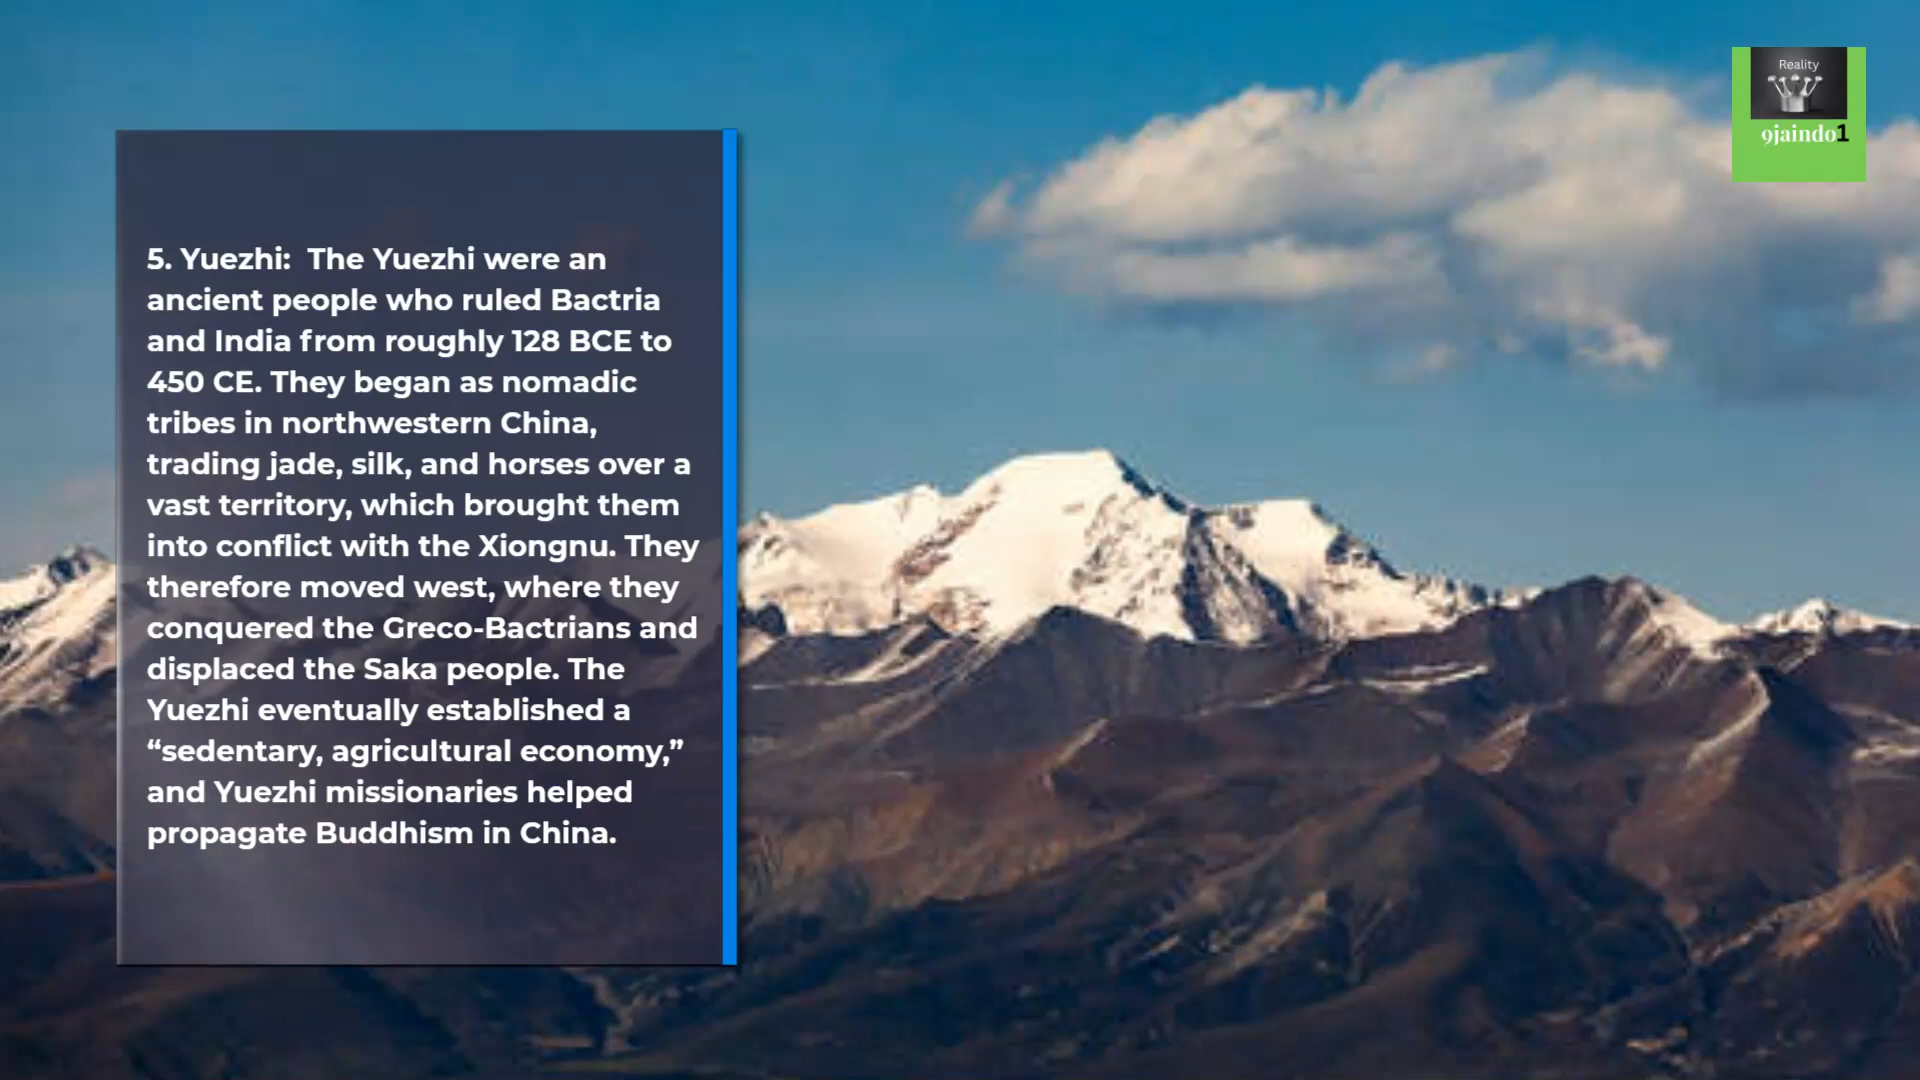 Reality
9jaindo1
5. Yuezhi:  The Yuezhi were an
ancient people who ruled Bactria
and India from roughly 128 BCE to
450 CE. They began as nomadic
tribes in northwestern China,
trading jade, silk, and horses over a
vast territory, which brought them
into conflict with the Xiongnu. They
therefore moved west, where they
conquered the Greco-Bactrians and
displaced the Saka people. The
Yuezhi eventually established a
“sedentary, agricultural economy,”
and Yuezhi missionaries helped
propagate Buddhism in China.